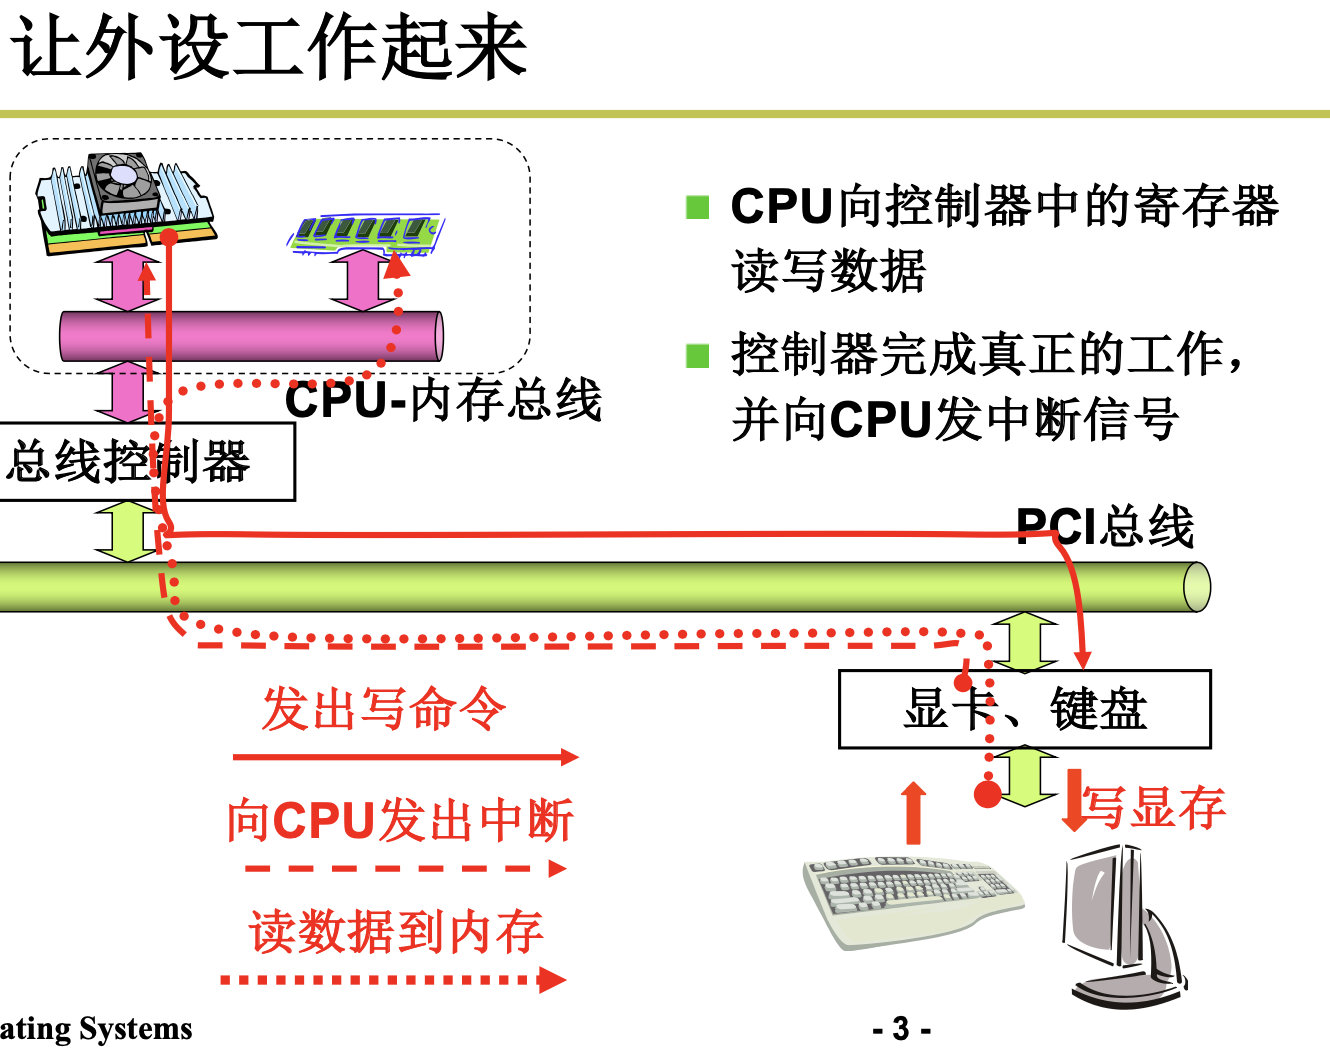 让外设工作起来
CPU向控制器中的寄存器
读写数据
控制器完成真正的工作，
并向CPU发中断信号
CPU-内存总线
总线控制器
PCI总线
显卡、键盘
发出写命令
向CPU发出中断
写显存
读数据到内存
ating Systems
- 3 -